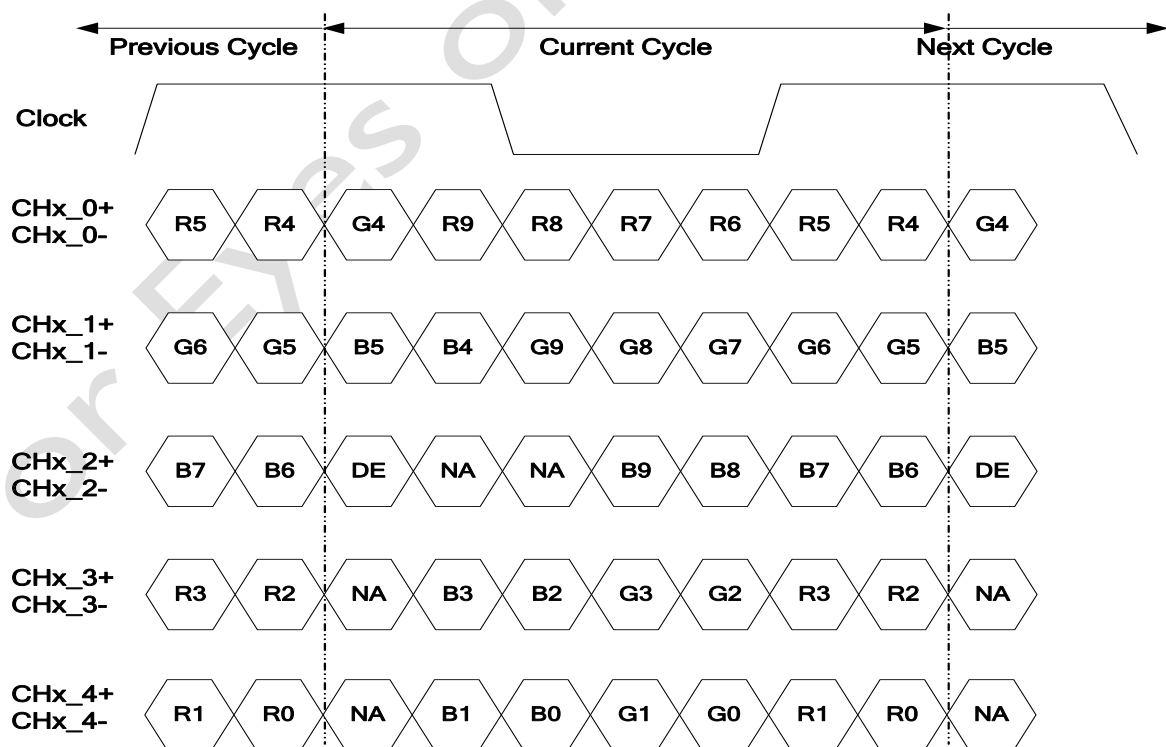 Previous Cycle Current Cycle Next Cycle
Clock
CHx_0+
CHx_0-
R5 R4 G4 R9 R8 R7 R6 R5 R4 G4
CHx_1+
CHx_1-
G6 G5 B5 B4 G9 G8 G7 G6 G5 B5
CHx_2+
CHx_2-
B7 B6 DE NA NA B9 B8 B7 B6 DE
CHx_3+
CHx_3-
R3 R2 NA B3 B2 G3 G2 R3 R2 NA
CHx_4+
CHx_4-
R1 R0 NA B1 B0 G1 G0 R1 R0 NA
or Eyes O